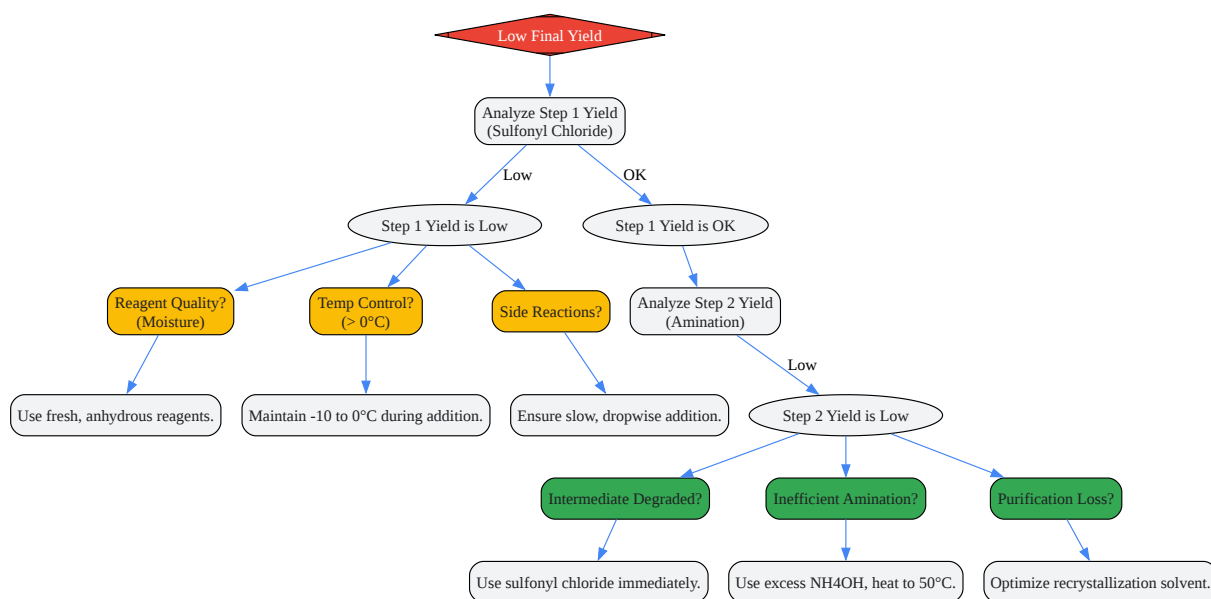 Low Final Yield
Analyze Step 1 Yield
(Sulfonyl Chloride)
Low
OK
Step 1 Yield is Low
Step 1 Yield is OK
Reagent Quality?
(Moisture)
Temp Control?
(> 0°C)
Side Reactions?
Analyze Step 2 Yield
(Amination)
Low
Use fresh, anhydrous reagents.
Maintain -10 to 0°C during addition.
Ensure slow, dropwise addition.
Step 2 Yield is Low
Intermediate Degraded?
Inefficient Amination?
Purification Loss?
Use sulfonyl chloride immediately.
Use excess NH4OH, heat to 50°C.
Optimize recrystallization solvent.